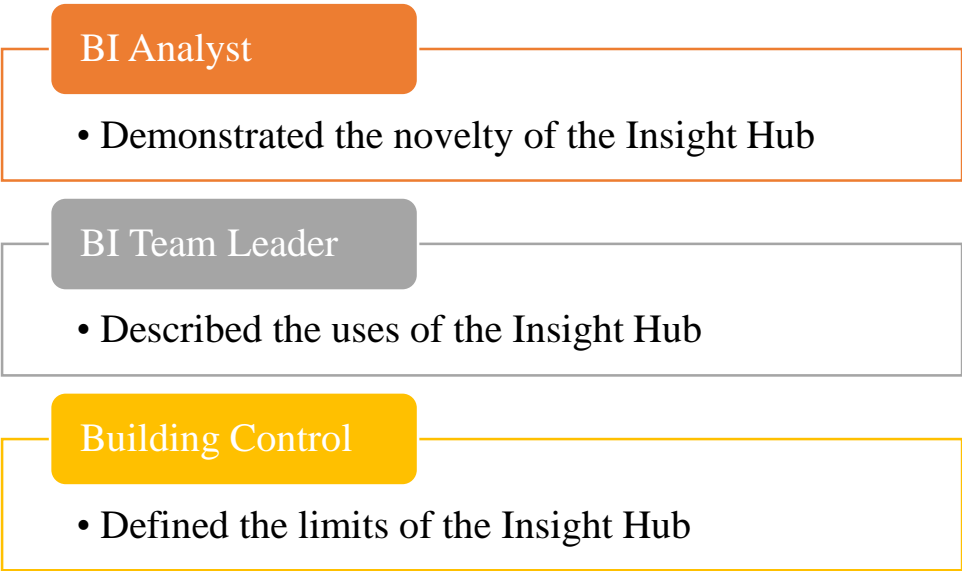 BI Analyst
• Demonstrated the novelty of the Insight Hub
BI Team Leader
• Described the uses of the Insight Hub
Building Control
• Defined the limits of the Insight Hub